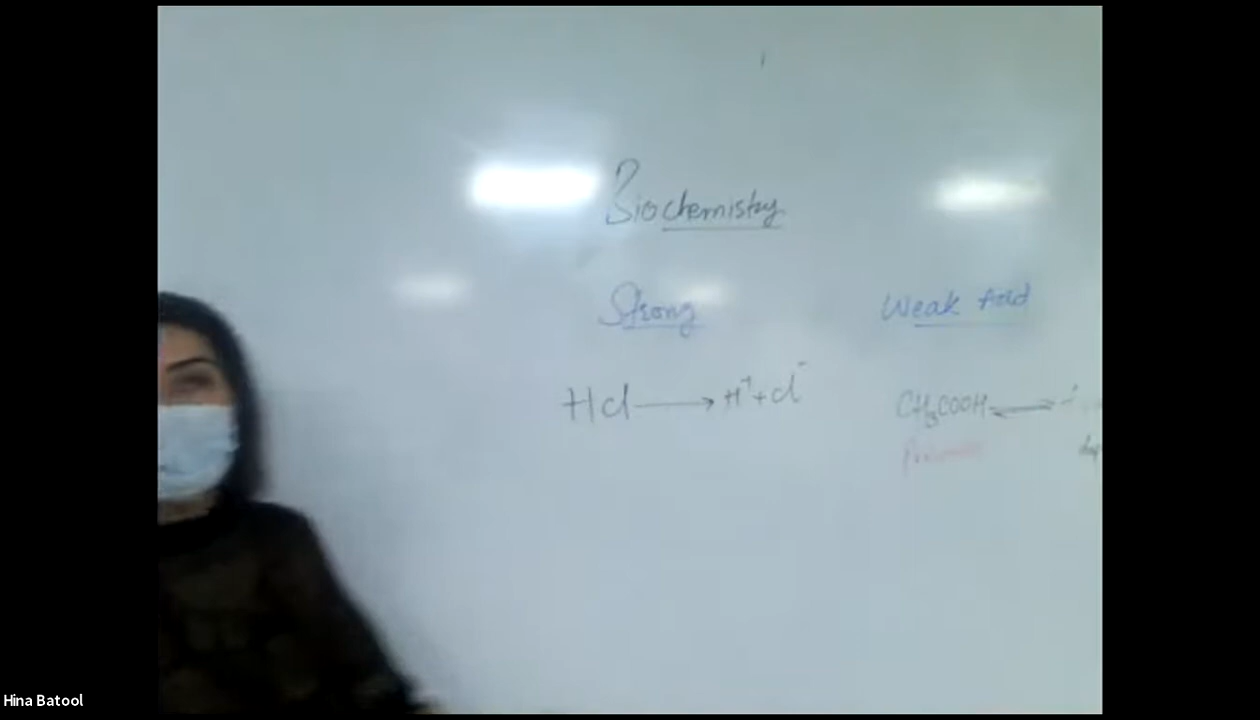 Biochemistry
Strong
Weak Acid
HCl → H⁺ + Cl⁻
CH₃COOH ⇌
Hina Batool